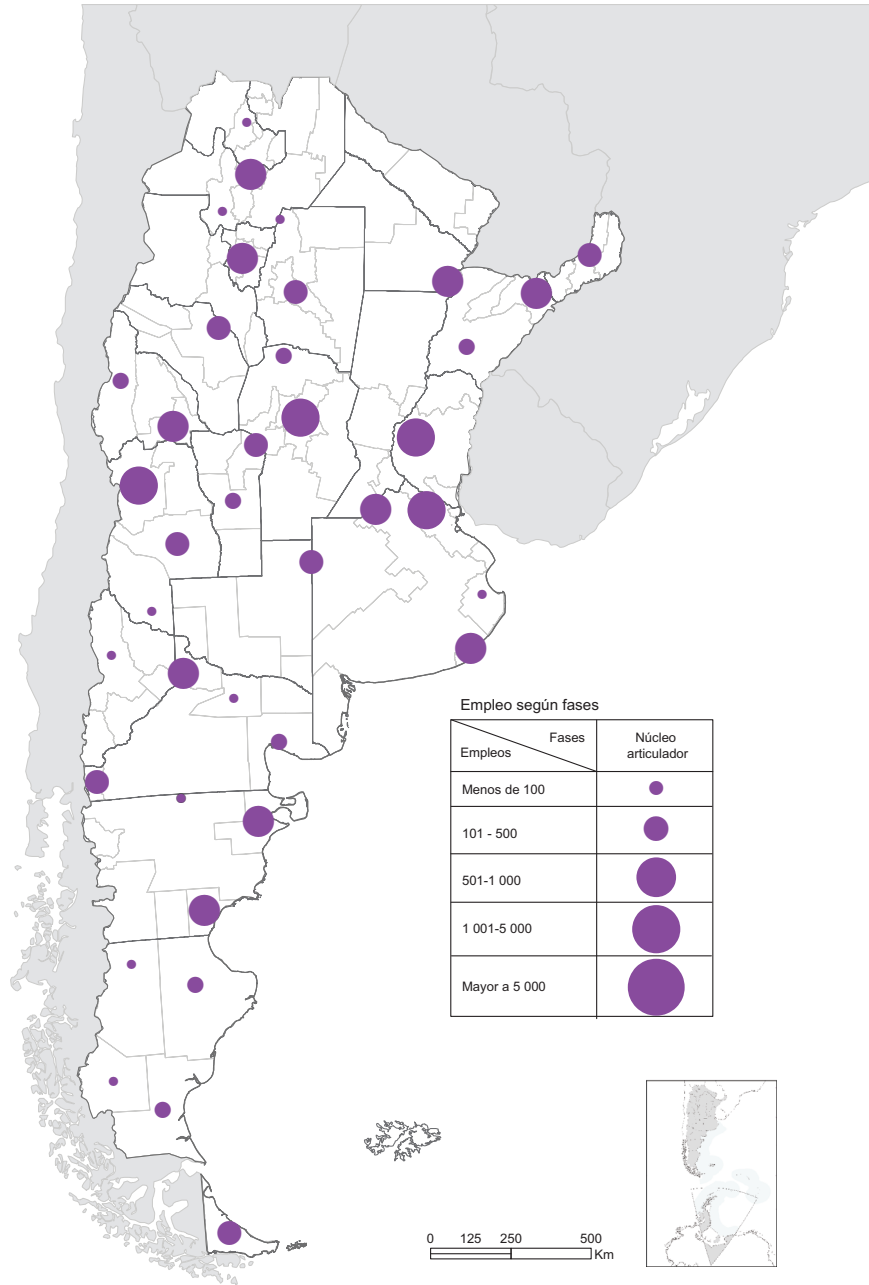 Empleo según fases
Fases
Empleos
Núcleo
articulador
Menos de 100
101 - 500
501-1 000
1 001-5 000
Mayor a 5 000
0 125 250 500
Km